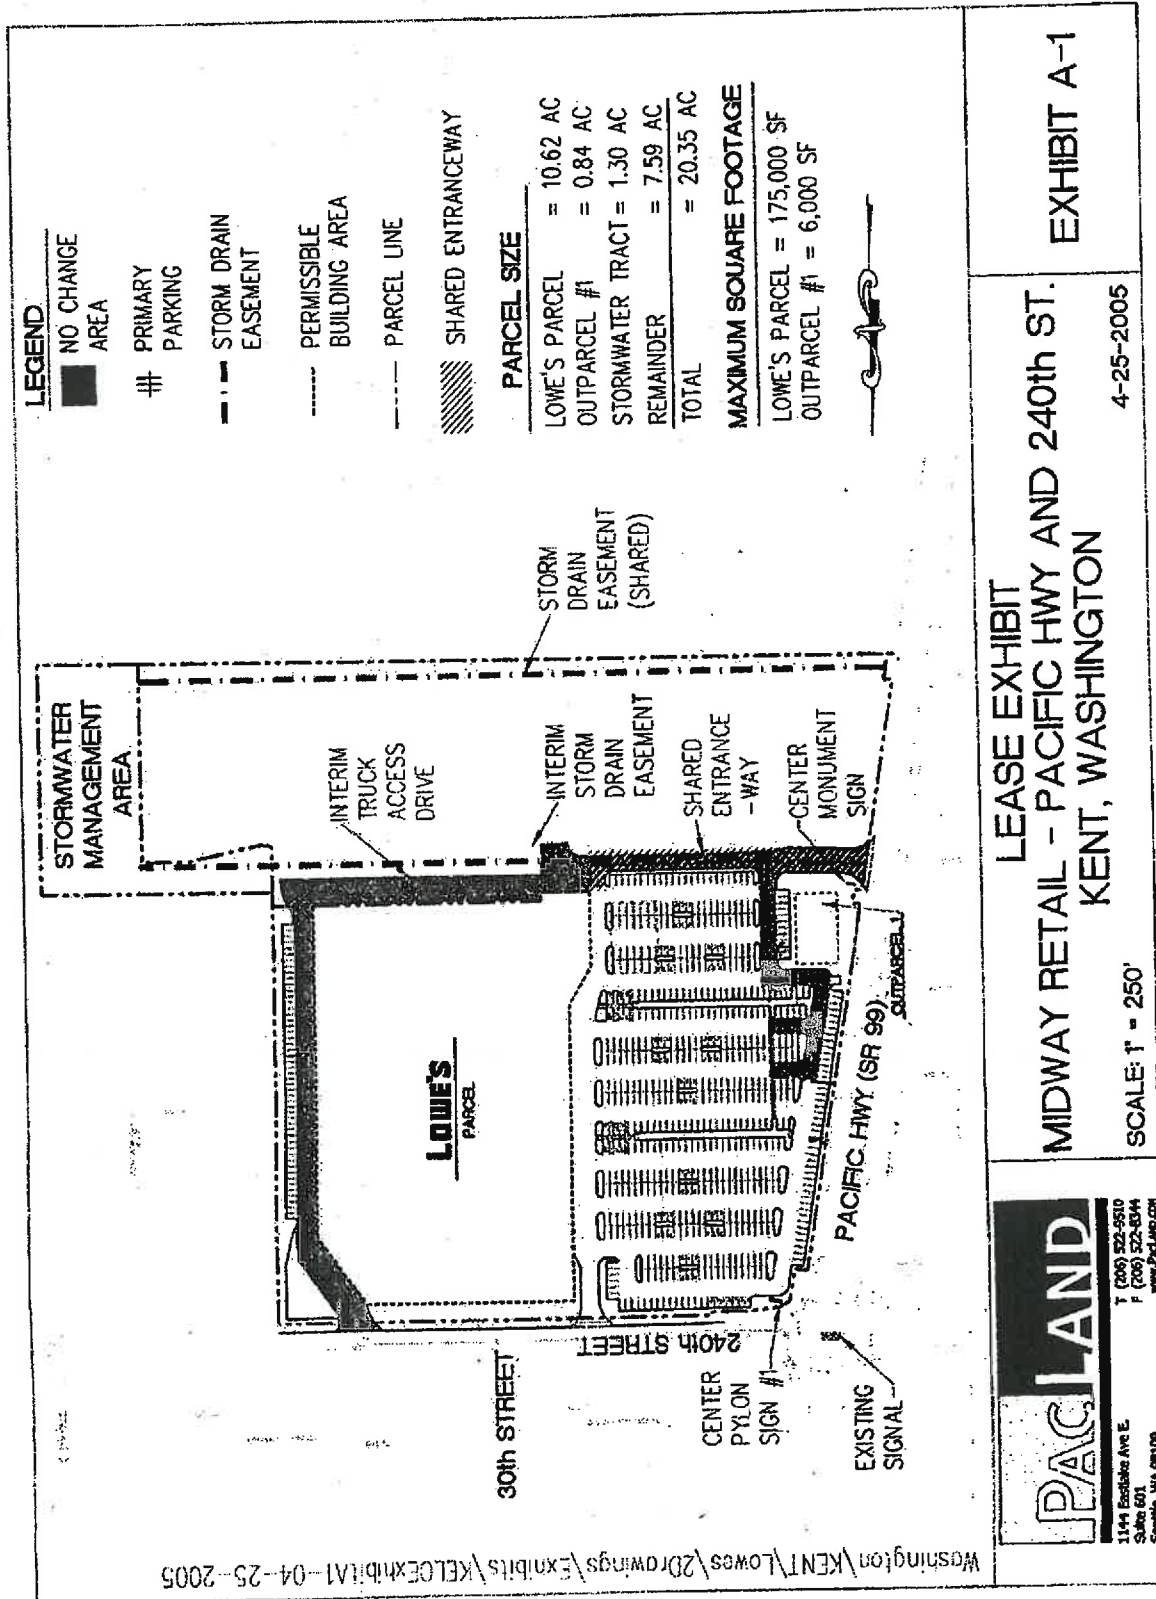 LEGEND
NO CHANGE
AREA
PRIMARY
PARKING
STORM DRAIN
EASEMENT
PERMISSIBLE
BUILDING AREA
PARCEL LINE
SHARED ENTRANCEWAY
PARCEL SIZE
LOWE'S PARCEL = 10.62 AC
OUTPARCEL #1 = 0.84 AC
STORMWATER TRACT = 1.30 AC
REMAINDER = 7.59 AC
TOTAL = 20.35 AC
MAXIMUM SQUARE FOOTAGE
LOWE'S PARCEL = 175,000 SF
OUTPARCEL #1 = 6,000 SF
STORMWATER
MANAGEMENT
AREA
INTERIM
TRUCK
ACCESS
DRIVE
STORM
DRAIN
EASEMENT
(SHARED)
INTERIM
STORM
DRAIN
EASEMENT
SHARED
ENTRANCE
-WAY
CENTER
MONUMENT
SIGN
LOWE'S
PARCEL
OUTPARCEL 1
PACIFIC HWY (SR 99)
240th STREET
30th STREET
CENTER
PYLON
SIGN #1
EXISTING
SIGNAL
Washington\KENT\Lowes\2Drawings\Exhibits\KELOExhibitA1-04-25-2005
PAC LAND
1144 Eastlake Ave E.
Suite 601
Seattle, WA 98109
T (206) 522-9510
F (206) 522-8344
www.PacLand.com
LEASE EXHIBIT
MIDWAY RETAIL - PACIFIC HWY AND 240th ST.
KENT, WASHINGTON
SCALE: 1" = 250'
4-25-2005
EXHIBIT A-1